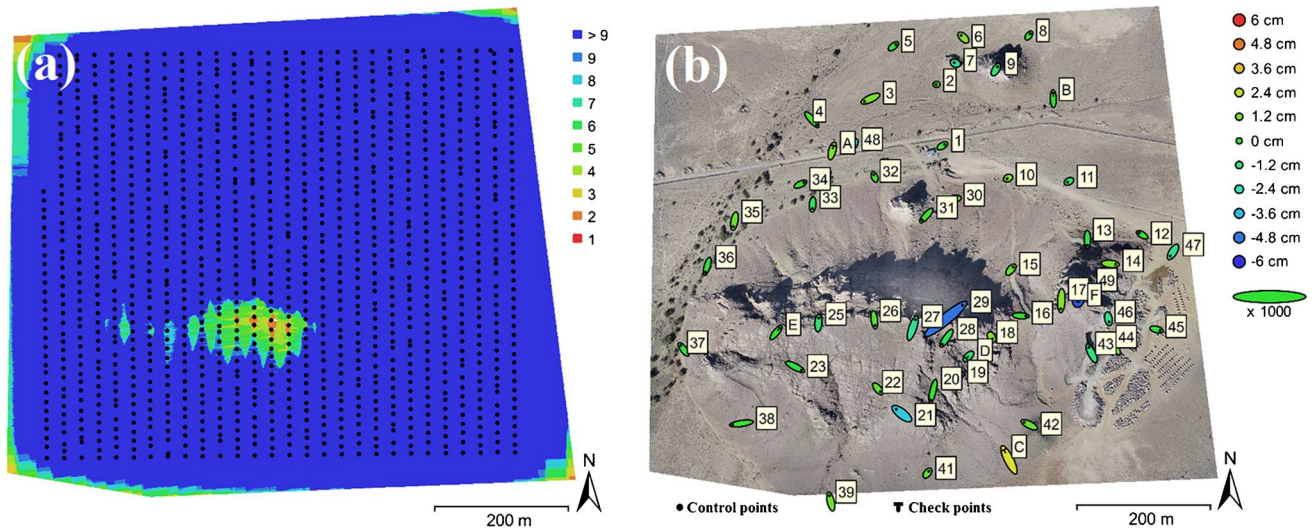 (a)
> 9
9
8
7
6
5
4
3
2
1
N
200 m
(b)
5
6
8
7
9
2
B
3
4
A
48
1
32
10
11
34
33
30
31
35
12
13
47
36
14
15
49
17
F
29
16
46
E
25
26
27
28
18
45
37
D
43
44
23
19
22
20
21
38
42
C
41
39
Control points
Check points
N
200 m
6 cm
4.8 cm
3.6 cm
2.4 cm
1.2 cm
0 cm
-1.2 cm
-2.4 cm
-3.6 cm
-4.8 cm
-6 cm
x 1000